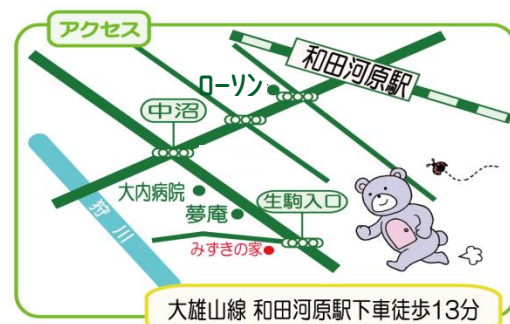 アクセス
和田河原駅
ローソン
中沼
大内病院
夢庵
生駒入口
みずきの家
狩川
大雄山線 和田河原駅下車徒歩13分